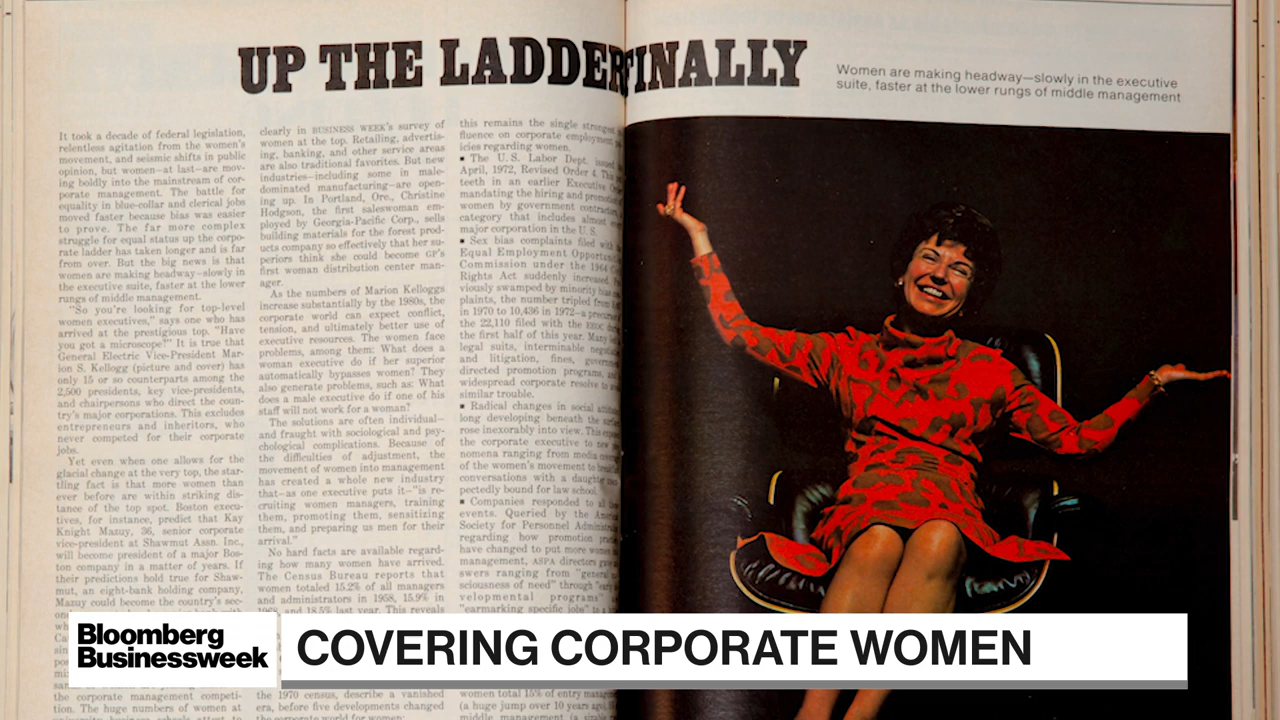 UP THE LADDER FINALLY
Women are making headway—slowly in the executive
suite, faster at the lower rungs of middle management
It took a decade of federal legislation,
relentless agitation from the women's
movement, and seismic shifts in public
opinion, but women—at last—are mov-
ing boldly into the mainstream of cor-
porate management. The battle for
equality in blue-collar and clerical jobs
moved faster because bias was easier
to prove. The far more complex
struggle for equal status up the corpo-
rate ladder has taken longer and is far
from over. But the big news is that
women are making headway—slowly in
the executive suite, faster at the lower
rungs of middle management.
"So you're looking for top-level
women executives," says one who has
arrived at the prestigious top. "Have
you got a microscope?" It is true that
General Electric Vice-President Mar-
ion S. Kellogg (picture and cover) has
only 15 or so counterparts among the
2,500 presidents, key vice-presidents,
and chairpersons who direct the coun-
try's major corporations. This excludes
entrepreneurs and inheritors, who
never competed for their corporate
jobs.
Yet even when one allows for the
glacial change at the very top, the star-
tling fact is that more women than
ever before are within striking dis-
tance of the top spot. Boston execu-
tives, for instance, predict that Kay
Knight Mazuy, 36, senior corporate
vice-president at Shawmut Assn. Inc.,
will become president of a major Bos-
ton company in a matter of years. If
their predictions hold true for Shaw-
mut, an eight-bank holding company,
Mazuy could become the country's sec-
the corporate management competi-
tion. The huge numbers of women at
clearly in BUSINESS WEEK's survey of
women at the top. Retailing, advertis-
ing, banking, and other service areas
are also traditional favorites. But new
industries—including some in male-
dominated manufacturing—are open-
ing up. In Portland, Ore., Christine
Hodgson, the first saleswoman em-
ployed by Georgia-Pacific Corp., sells
building materials for the forest prod-
ucts company so effectively that her su-
periors think she could become GP's
first woman distribution center man-
ager.
As the numbers of Marion Kelloggs
increase substantially by the 1980s, the
corporate world can expect conflict,
tension, and ultimately better use of
executive resources. The women face
problems, among them: What does a
woman executive do if her superior
automatically bypasses women? They
also generate problems, such as: What
does a male executive do if one of his
staff will not work for a woman?
The solutions are often individual—
and fraught with sociological and psy-
chological complications. Because of
the difficulties of adjustment, the
movement of women into management
has created a whole new industry
that—as one executive puts it—"is re-
cruiting women managers, training
them, promoting them, sensitizing
them, and preparing us men for their
arrival."
No hard facts are available regard-
ing how many women have arrived.
The Census Bureau reports that
women totaled 15.2% of all managers
and administrators in 1958, 15.9% in
and 18.5% last year. This reveals
the 1970 census, describe a vanished
era, before five developments changed
the corporate world for women:
this remains the single strongest
fluence on corporate employment
icies regarding women.
■ The U.S. Labor Dept. issued
April, 1972, Revised Order 4. This
teeth in an earlier Executive
mandating the hiring and promotion
women by government
category that includes almost
major corporation in the U.S.
■ Sex bias complaints filed with
Equal Employment
Commission under the 1964
Rights Act suddenly increased.
viously swamped by minority bias
plaints, the number tripled from
in 1970 to 10,436 in 1972—a
the 22,110 filed with the EEOC
the first half of this year. Many
legal suits, interminable
and litigation, fines,
directed promotion programs,
widespread corporate resolve to
similar trouble.
■ Radical changes in social
long developing beneath the
rose inexorably into view. This
the corporate executive to
nomena ranging from media
of the women's movement to
conversations with a daughter
pectedly bound for law school.
■ Companies responded to
events. Queried by the
Society for Personnel
regarding how promotion
have changed to put more women
management, ASPA directors
swers ranging from "general
sciousness of need" through
velopmental programs"
"earmarking specific job" to
women total 15% of entry
(a huge jump over 10 years ago,
middle management (a
Bloomberg
Businessweek
COVERING CORPORATE WOMEN